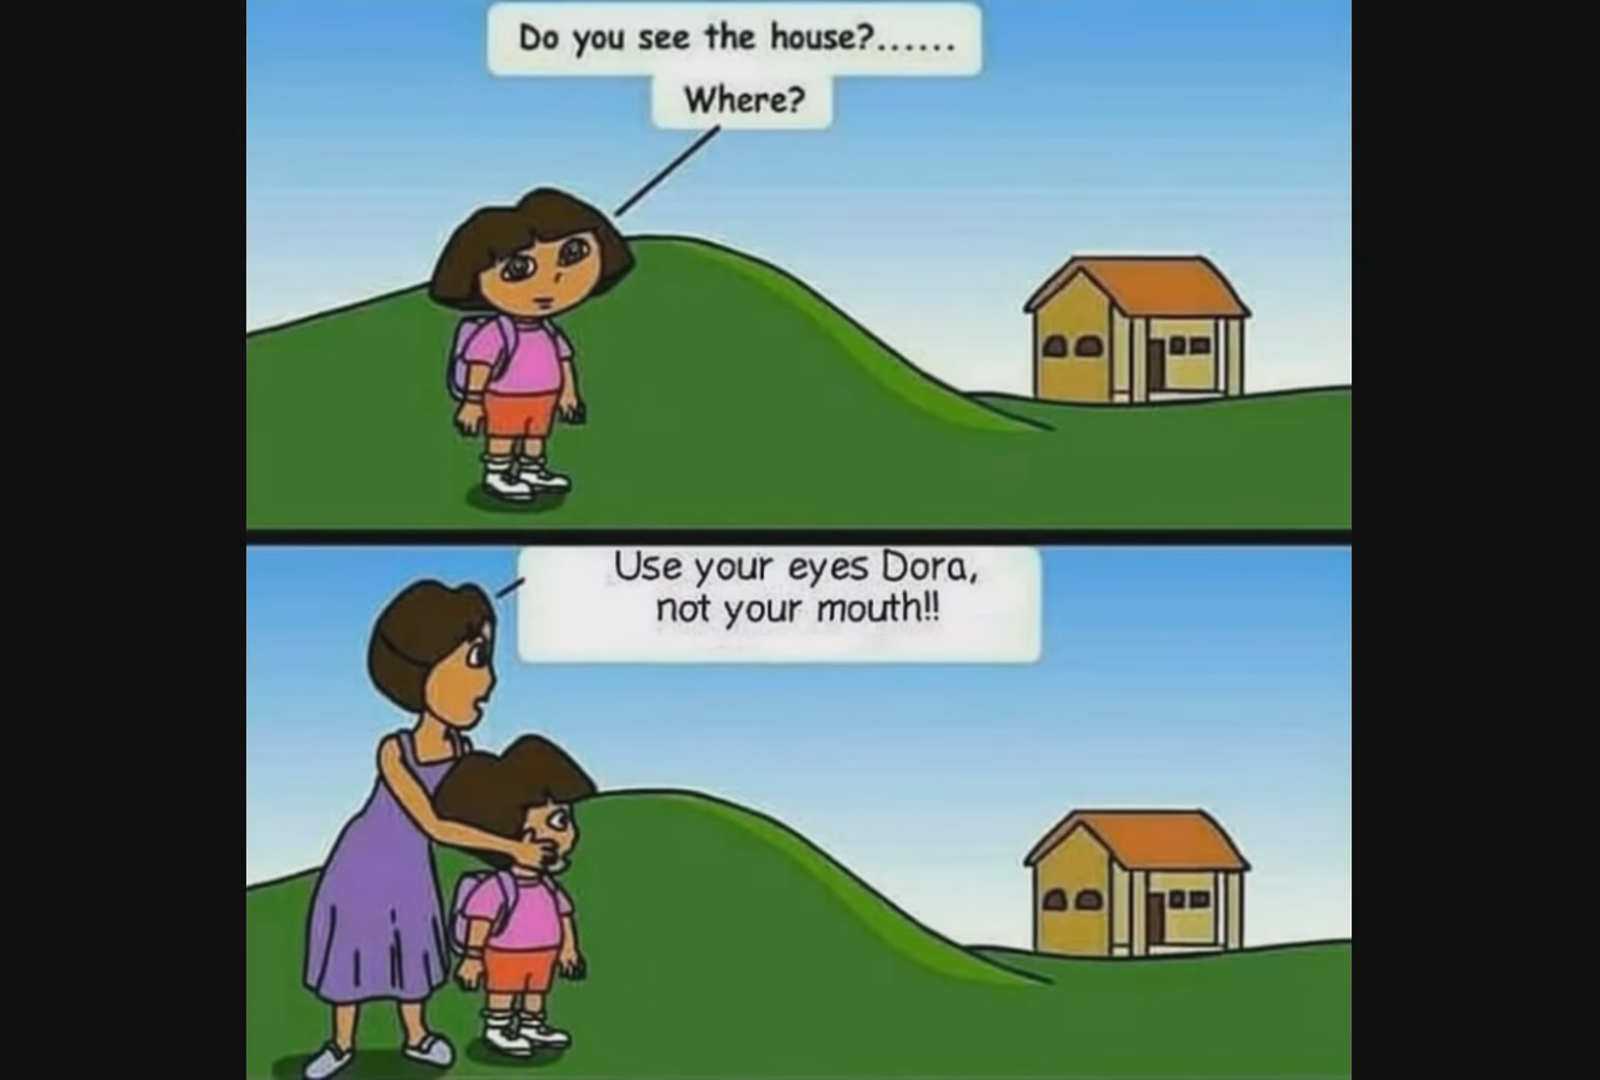 Do you see the house?......
Where?
Use your eyes Dora,
not your mouth!!